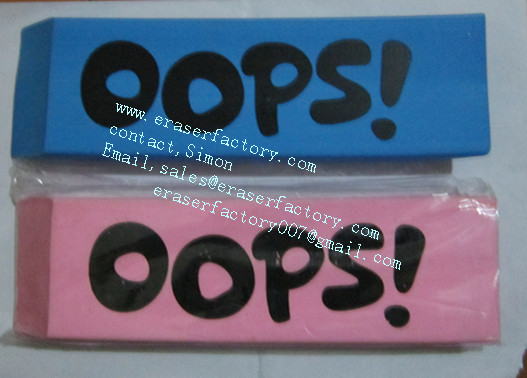 OOPS!
www.eraserfactory.com
contact,Simon
Email,sales@eraserfactory.com
eraserfactory007@gmail.com
OOPS!